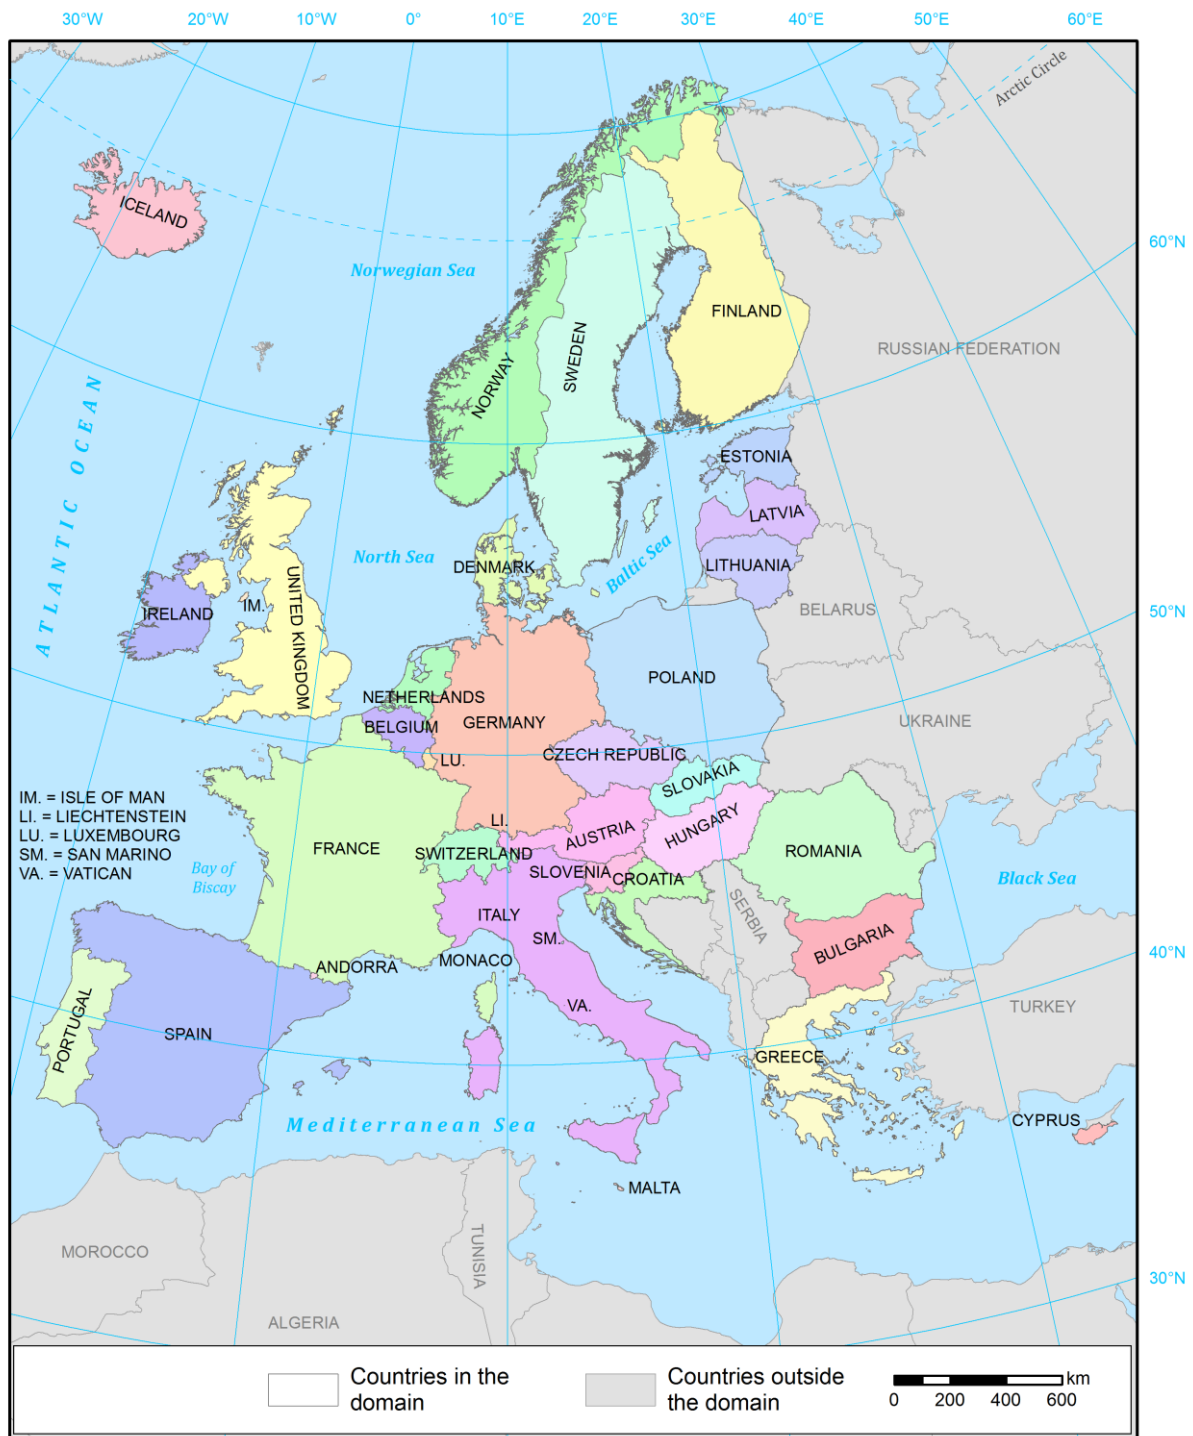 30°W
20°W
10°W
0°
10°E
20°E
30°E
40°E
50°E
60°E
Arctic Circle
ICELAND
60°N
Norwegian Sea
FINLAND
RUSSIAN FEDERATION
SWEDEN
NORWAY
ATLANTIC OCEAN
ESTONIA
LATVIA
North Sea
DENMARK
Baltic Sea
LITHUANIA
IM.
IRELAND
UNITED KINGDOM
BELARUS
50°N
POLAND
NETHERLANDS
BELGIUM
GERMANY
UKRAINE
LU.
CZECH REPUBLIC
SLOVAKIA
IM. = ISLE OF MAN
LI. = LIECHTENSTEIN
LU. = LUXEMBOURG
SM. = SAN MARINO
VA. = VATICAN
LI.
AUSTRIA
HUNGARY
FRANCE
SWITZERLAND
ROMANIA
Bay of
Biscay
SLOVENIA
CROATIA
Black Sea
ITALY
SERBIA
SM.
BULGARIA
40°N
ANDORRA
MONACO
VA.
TURKEY
PORTUGAL
SPAIN
GREECE
Mediterranean Sea
CYPRUS
MALTA
MOROCCO
TUNISIA
30°N
ALGERIA
Countries in the
domain
Countries outside
the domain
km
0 200 400 600